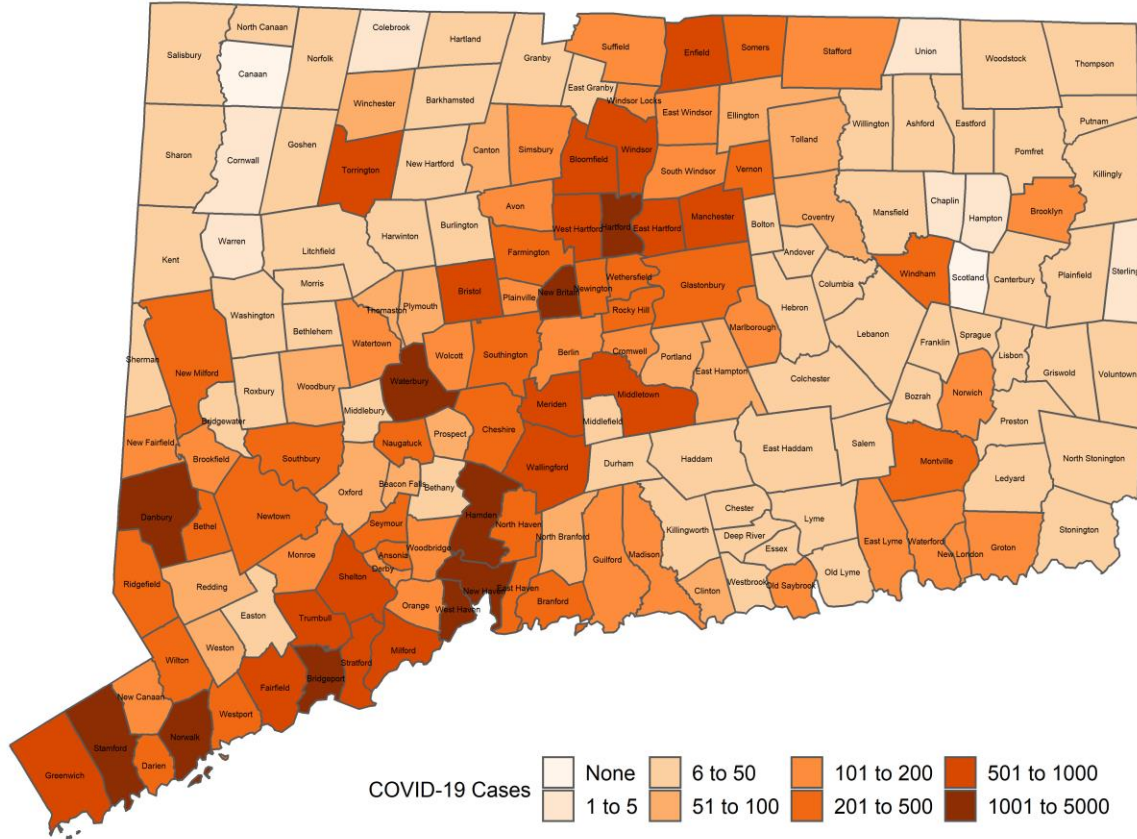 North Canaan
Colebrook
Hartland
Salisbury
Canaan
Norfolk
Granby
Suffield
Enfield
Somers
Stafford
Union
Woodstock
Thompson
East Granby
Windsor Locks
Winchester
Barkhamsted
East Windsor
Ellington
Willington
Ashford
Eastford
Putnam
Sharon
Cornwall
Goshen
Torrington
New Hartford
Canton
Simsbury
Bloomfield
Windsor
South Windsor
Vernon
Tolland
Pomfret
Killingly
Avon
West Hartford
Hartford
East Hartford
Manchester
Bolton
Coventry
Mansfield
Chaplin
Hampton
Brooklyn
Kent
Warren
Litchfield
Harwinton
Burlington
Farmington
Andover
Columbia
Windham
Scotland
Canterbury
Plainfield
Sterling
Morris
Washington
Bethlehem
Thomaston
Plymouth
Bristol
Plainville
New Britain
Newington
Wethersfield
Rocky Hill
Glastonbury
Marlborough
Hebron
Lebanon
Franklin
Sprague
Lisbon
Griswold
Voluntown
Sherman
New Milford
Roxbury
Woodbury
Watertown
Wolcott
Southington
Berlin
Cromwell
Portland
East Hampton
Colchester
Bozrah
Norwich
Preston
Bridgewater
Middlebury
Waterbury
Cheshire
Meriden
Middlefield
Middletown
New Fairfield
Brookfield
Southbury
Naugatuck
Prospect
Wallingford
Durham
Haddam
East Haddam
Salem
Montville
Ledyard
North Stonington
Danbury
Bethel
Newtown
Oxford
Beacon Falls
Bethany
Hamden
North Haven
North Branford
Guilford
Madison
Killingworth
Chester
Deep River
Essex
Lyme
East Lyme
Waterford
New London
Groton
Stonington
Seymour
Ansonia
Derby
Woodbridge
Ridgefield
Redding
Monroe
Shelton
Orange
West Haven
New Haven
East Haven
Branford
Clinton
Westbrook
Old Saybrook
Old Lyme
Easton
Trumbull
Stratford
Milford
Wilton
Weston
Fairfield
Bridgeport
New Canaan
Westport
Greenwich
Stamford
Darien
Norwalk
COVID-19 Cases
None
6 to 50
101 to 200
501 to 1000
1 to 5
51 to 100
201 to 500
1001 to 5000